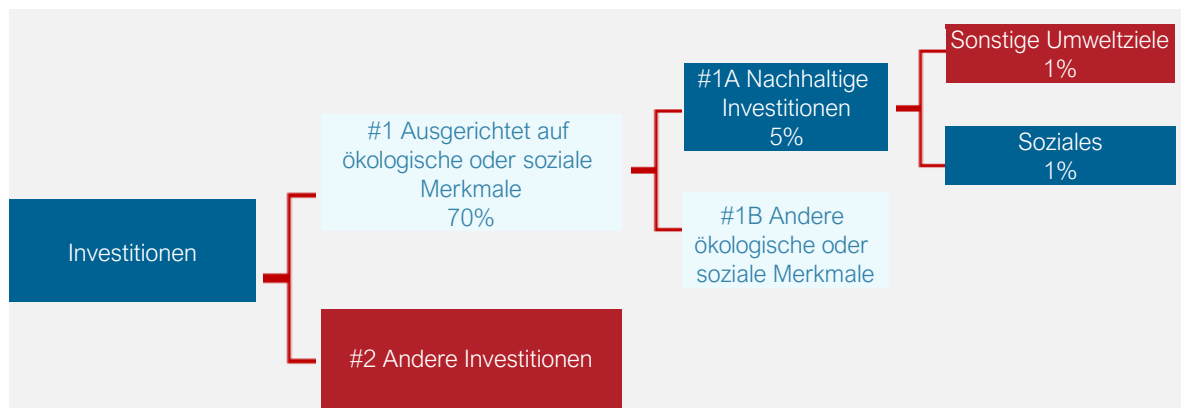 Investitionen
#1 Ausgerichtet auf
ökologische oder soziale
Merkmale
70%
#2 Andere Investitionen
#1A Nachhaltige
Investitionen
5%
#1B Andere
ökologische oder
soziale Merkmale
Sonstige Umweltziele
1%
Soziales
1%